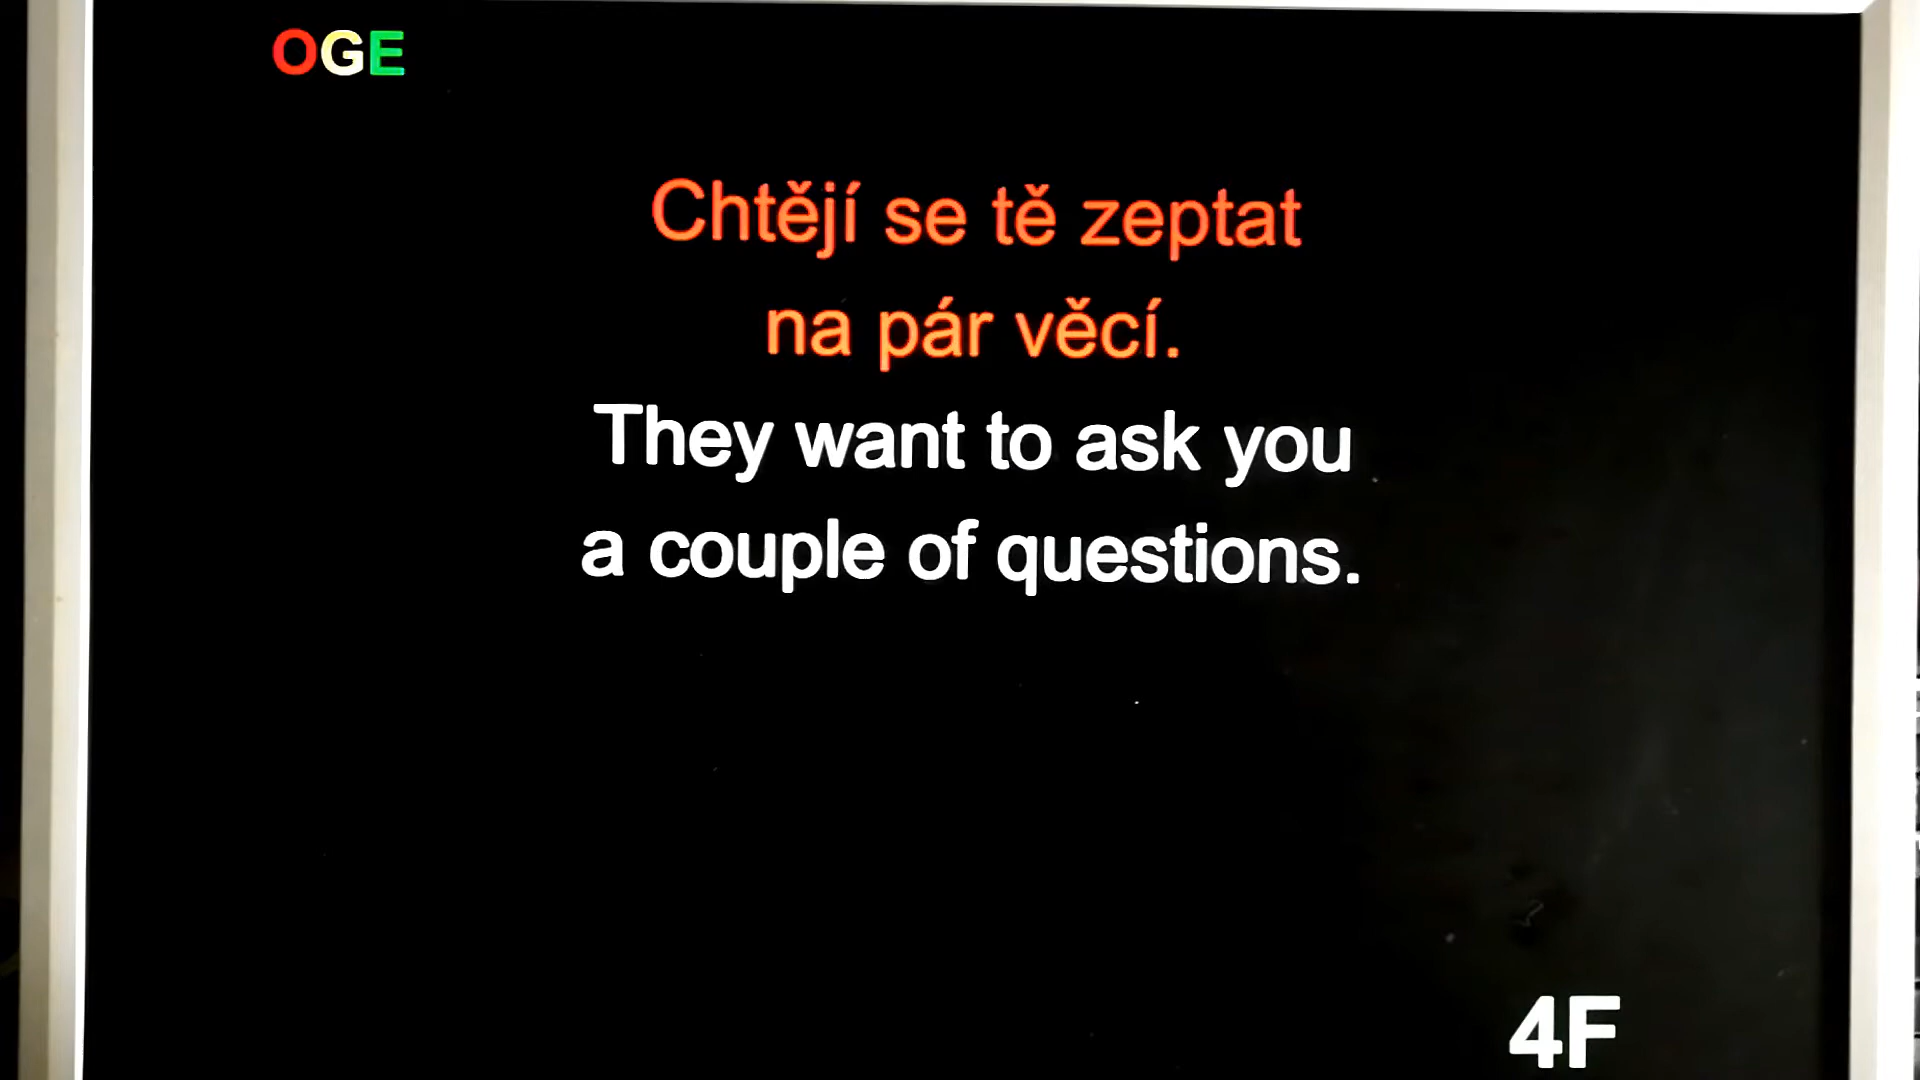 OGE
Chtějí se tě zeptat
na pár věcí.
They want to ask you
a couple of questions.
4F